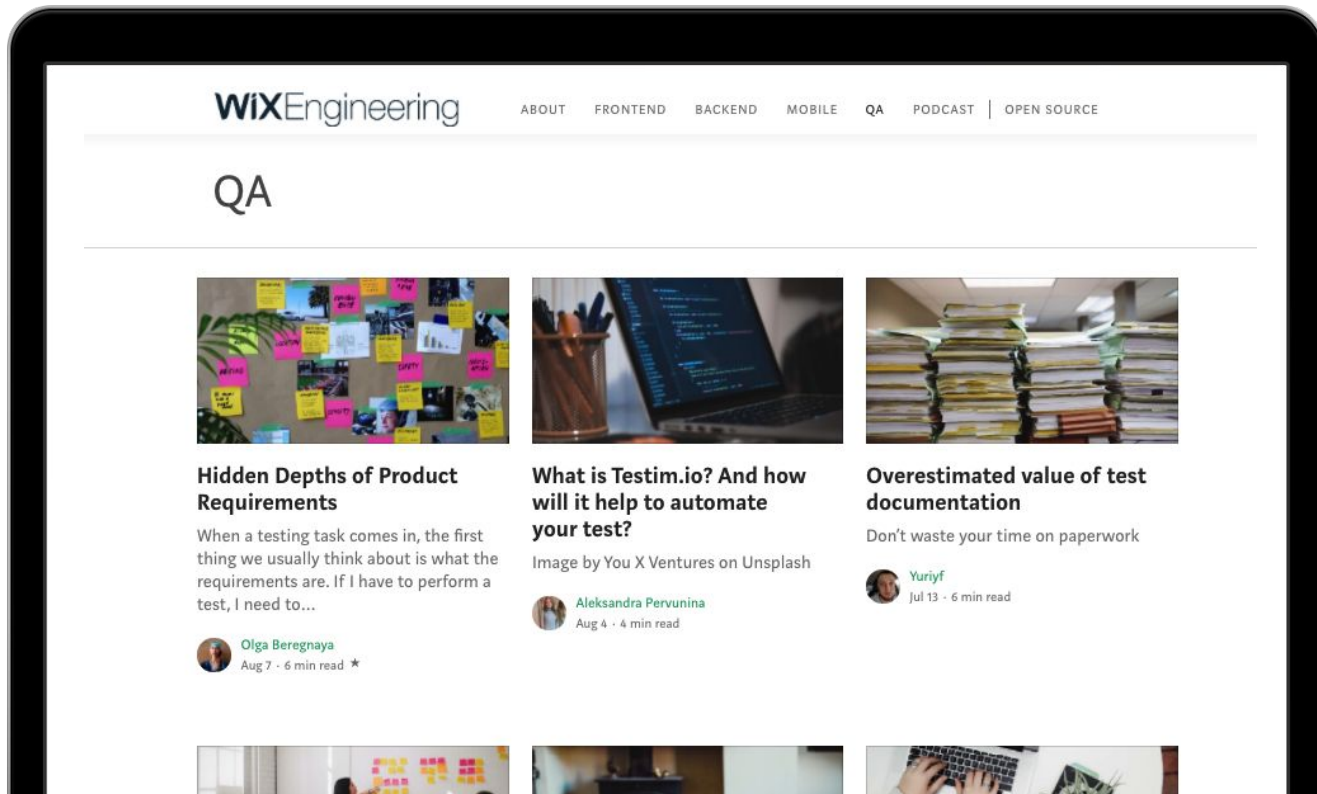 WiXEngineering
ABOUT FRONTEND BACKEND MOBILE QA PODCAST | OPEN SOURCE
QA
Hidden Depths of Product
Requirements
When a testing task comes in, the first
thing we usually think about is what the
requirements are. If I have to perform a
test, I need to...
Olga Beregnaya
Aug 7 · 6 min read ★
What is Testim.io? And how
will it help to automate
your test?
Image by You X Ventures on Unsplash
Aleksandra Pervunina
Aug 4 · 4 min read
Overestimated value of test
documentation
Don't waste your time on paperwork
Yuriyf
Jul 13 · 6 min read